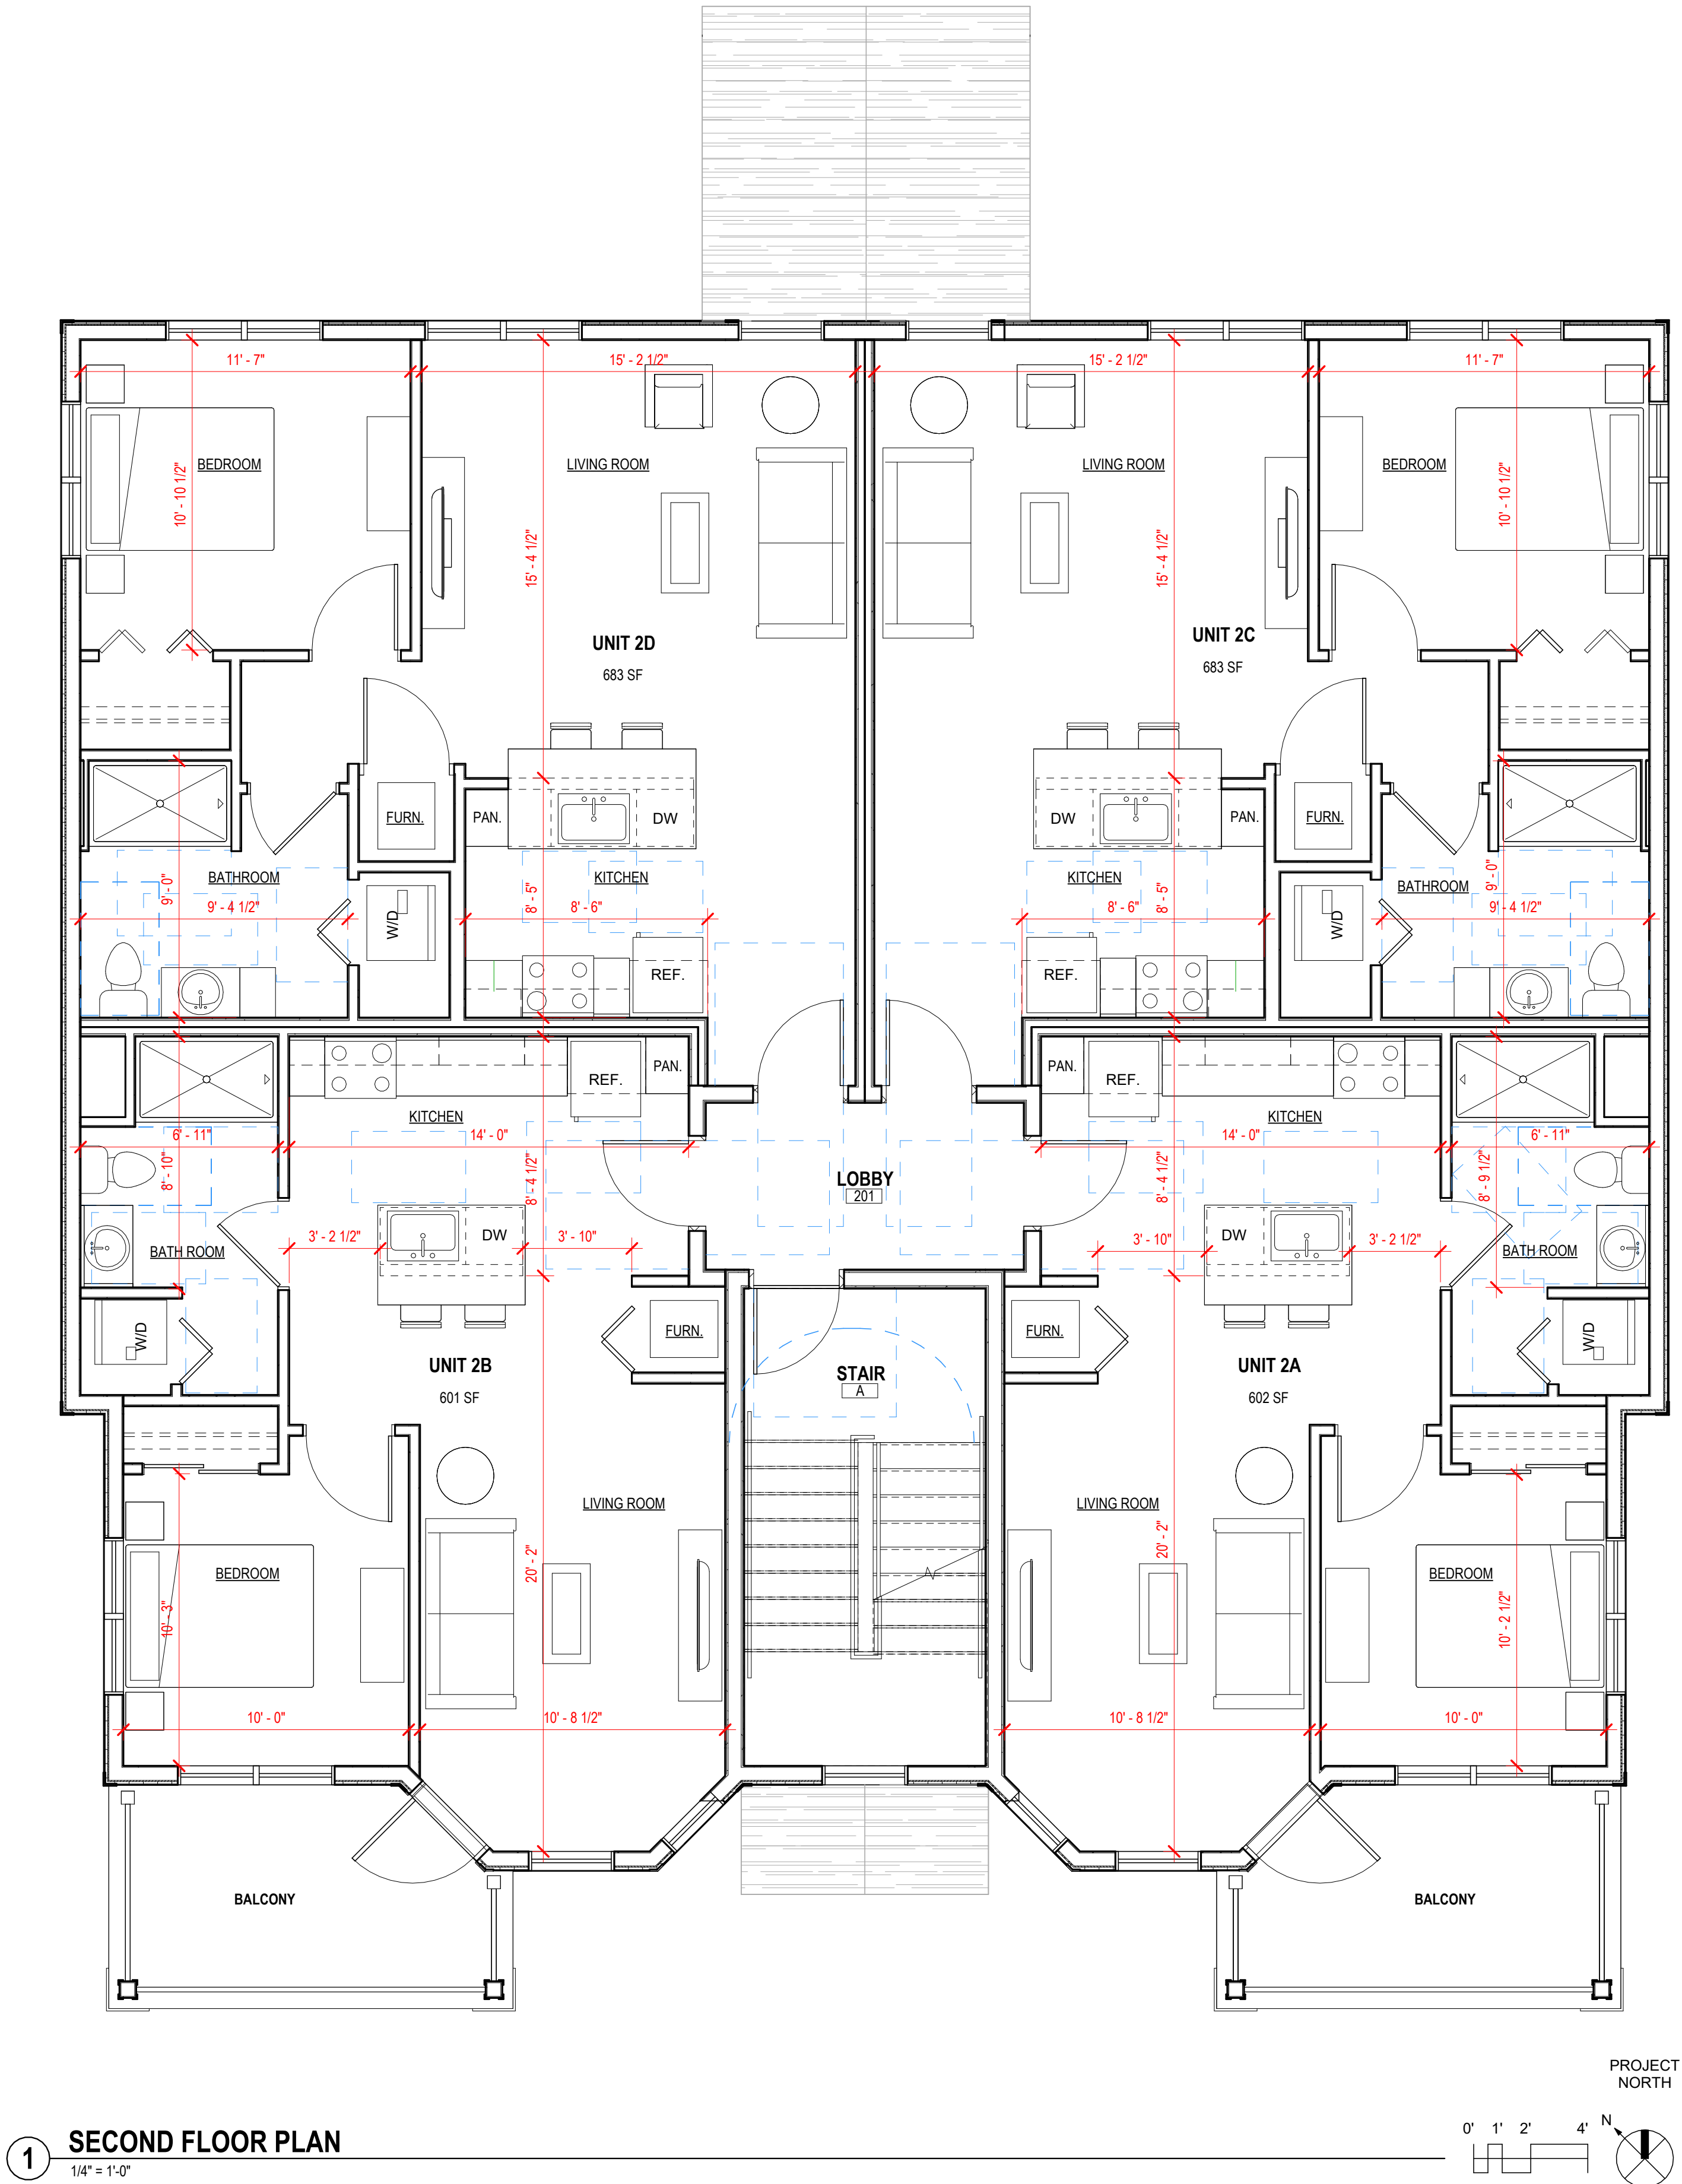 11' - 7"
15' - 2 1/2"
15' - 2 1/2"
11' - 7"
BEDROOM
LIVING ROOM
LIVING ROOM
BEDROOM
10' - 10 1/2"
15' - 4 1/2"
15' - 4 1/2"
10' - 10 1/2"
UNIT 2D
683 SF
UNIT 2C
683 SF
PAN.
DW
FURN.
DW
PAN.
FURN.
BATHROOM
KITCHEN
KITCHEN
BATHROOM
9' - 0"
9' - 4 1/2"
W/D
8' - 6"
8' - 5"
8' - 6"
8' - 5"
W/D
9' - 0"
9' - 4 1/2"
REF.
REF.
REF.
PAN.
PAN.
REF.
KITCHEN
KITCHEN
6' - 11"
14' - 0"
14' - 0"
6' - 11"
8' - 10"
8' - 4 1/2"
8' - 4 1/2"
8' - 9 1/2"
LOBBY
201
3' - 2 1/2"
DW
3' - 10"
3' - 10"
DW
3' - 2 1/2"
BATH ROOM
BATH ROOM
W/D
FURN.
FURN.
W/D
UNIT 2B
601 SF
STAIR
A
UNIT 2A
602 SF
LIVING ROOM
LIVING ROOM
BEDROOM
20' - 2"
20' - 2"
BEDROOM
10' - 3"
10' - 2 1/2"
10' - 0"
10' - 8 1/2"
10' - 8 1/2"
10' - 0"
BALCONY
BALCONY
PROJECT
NORTH
0' 1' 2' 4'
N
1
SECOND FLOOR PLAN
1/4" = 1'-0"